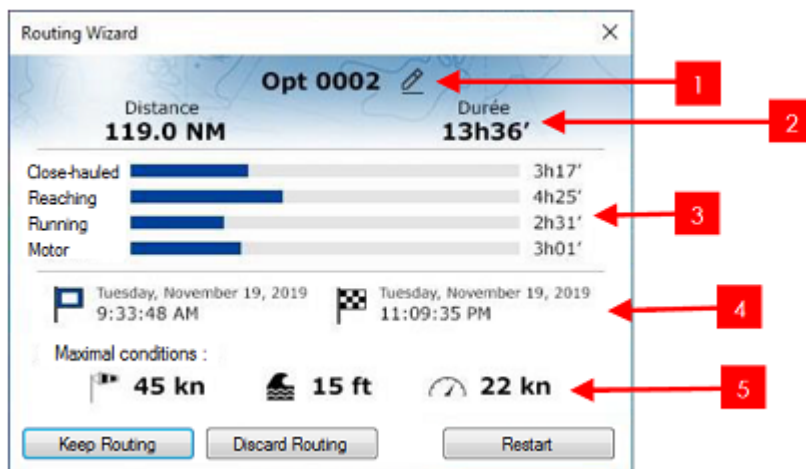 Routing Wizard
Opt 0002
1
Distance
Durée
119.0 NM
13h36’
2
Close-hauled 3h17’
Reaching 4h25’
Running 2h31’
Motor 3h01’
3
Tuesday, November 19, 2019
9:33:48 AM
Tuesday, November 19, 2019
11:09:35 PM
4
Maximal conditions :
45 kn 15 ft 22 kn
5
Keep Routing Discard Routing Restart